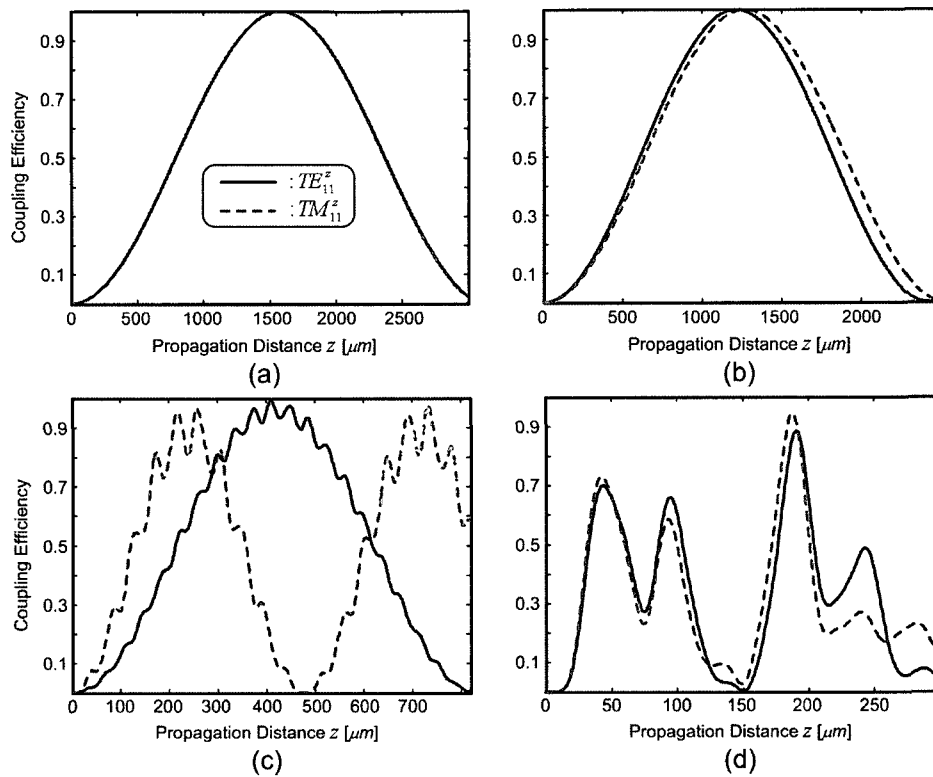 0.9
0.7
0.5
0.3
0.1
Coupling Efficiency
: TE^z_11
: TM^z_11
0 500 1000 1500 2000 2500
Propagation Distance z [μm]
(a)
0.9
0.7
0.5
0.3
0.1
0 500 1000 1500 2000
Propagation Distance z [μm]
(b)
0.9
0.7
0.5
0.3
0.1
Coupling Efficiency
0 100 200 300 400 500 600 700
Propagation Distance z [μm]
(c)
0.9
0.7
0.5
0.3
0.1
0 50 100 150 200 250
Propagation Distance z [μm]
(d)